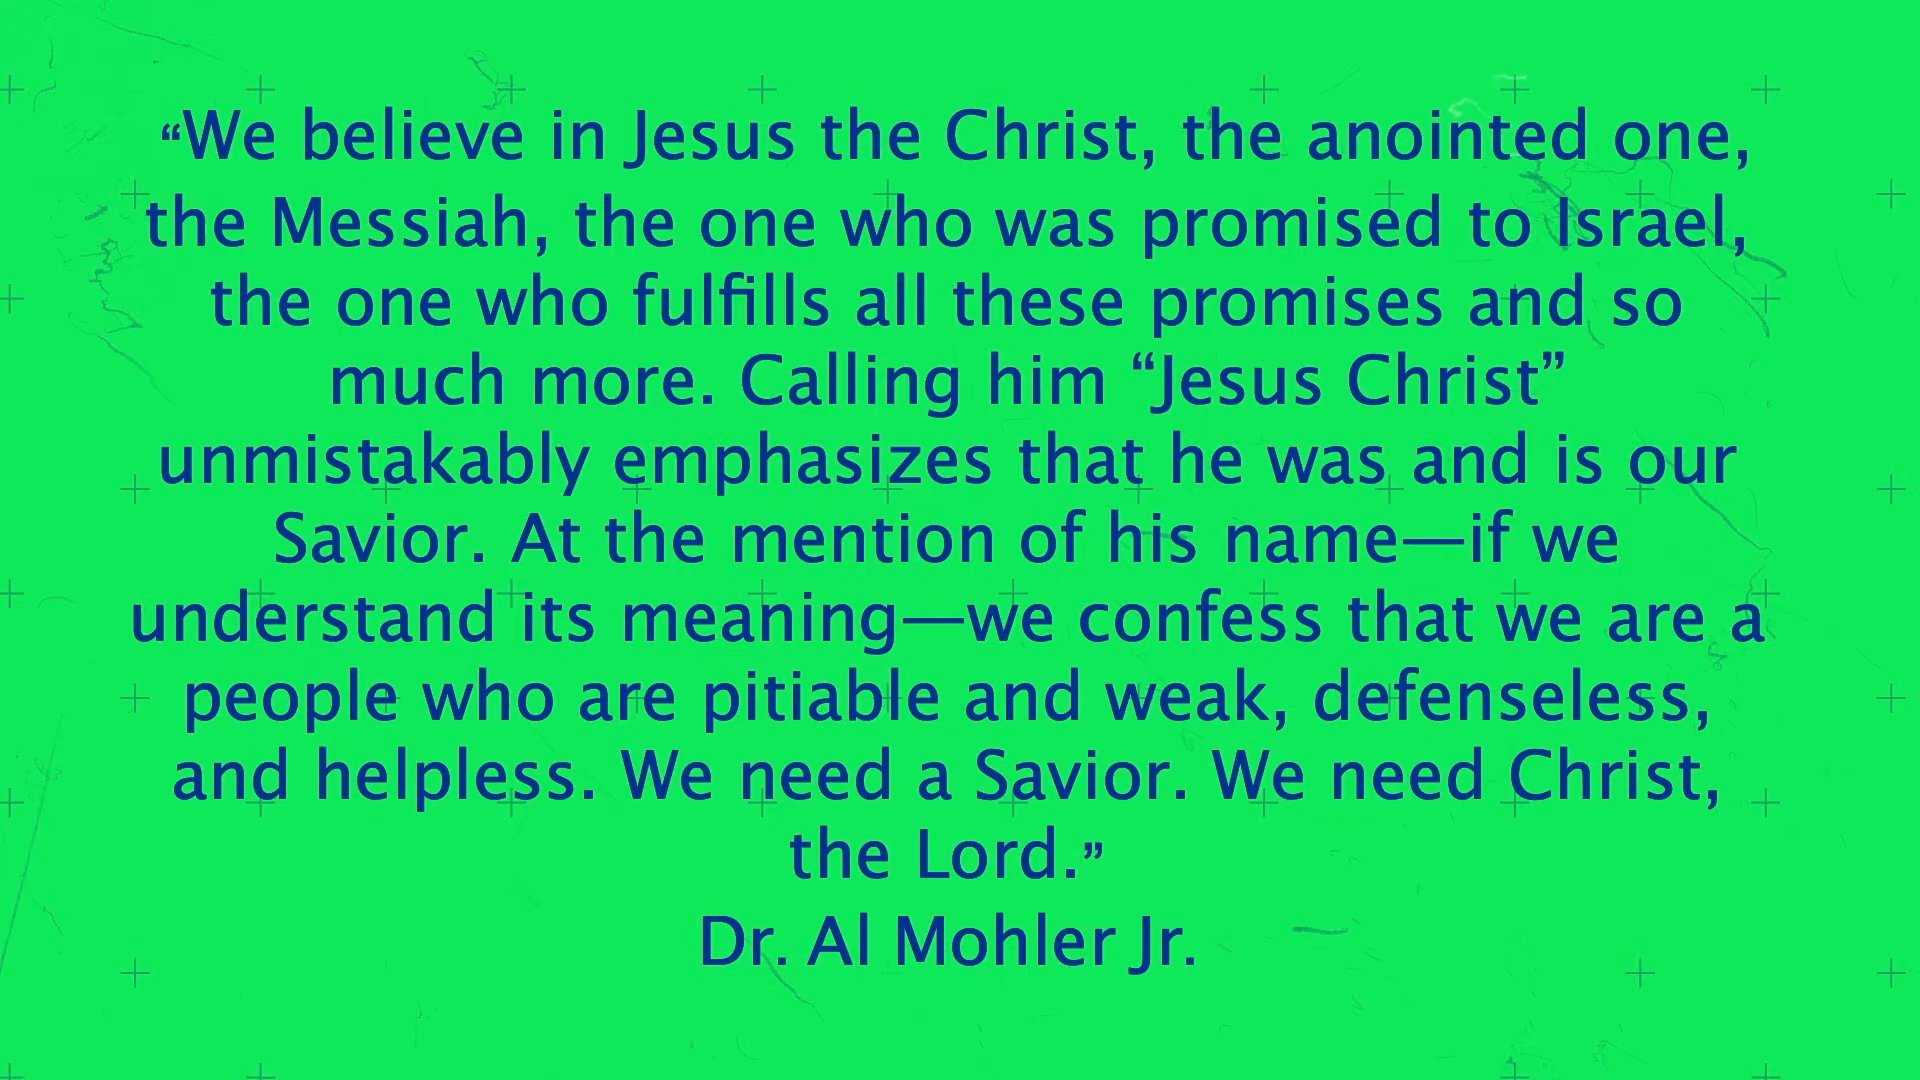 “We believe in Jesus the Christ, the anointed one,
the Messiah, the one who was promised to Israel,
the one who fulfills all these promises and so
much more. Calling him “Jesus Christ”
unmistakably emphasizes that he was and is our
Savior. At the mention of his name—if we
understand its meaning—we confess that we are a
people who are pitiable and weak, defenseless,
and helpless. We need a Savior. We need Christ,
the Lord.”
Dr. Al Mohler Jr.